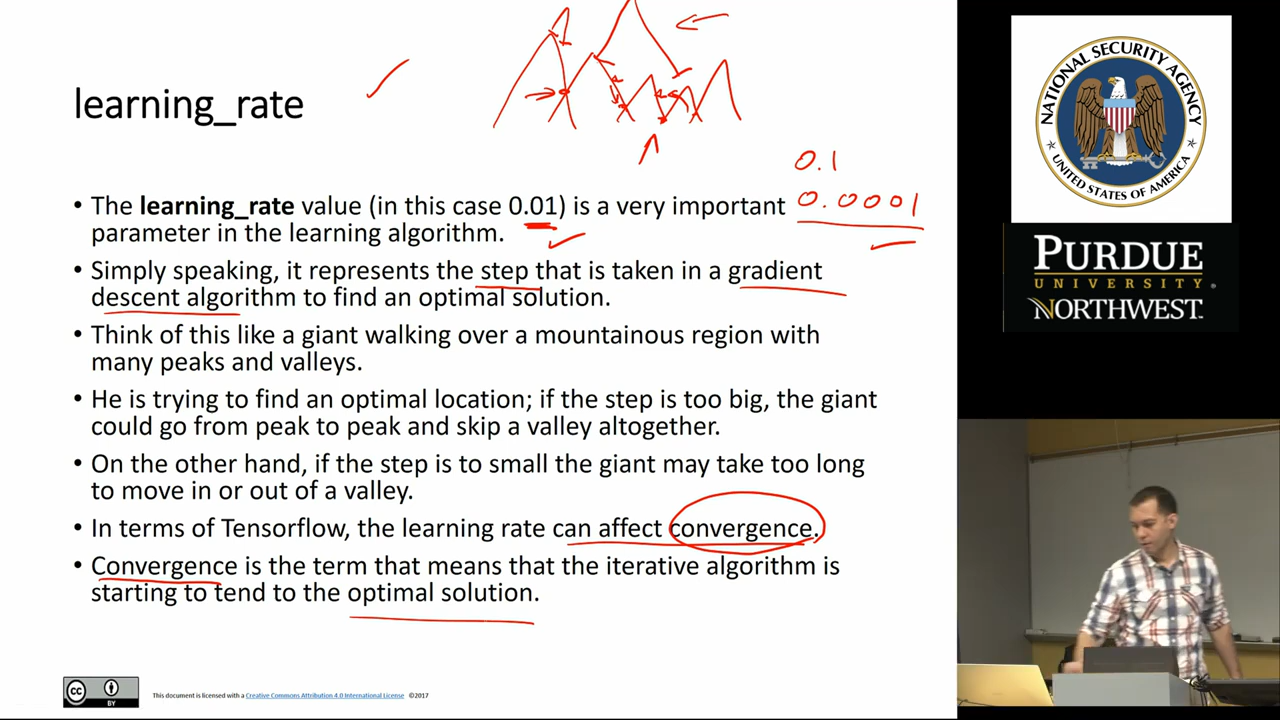 learning_rate
0.1
0.0001
• The learning_rate value (in this case 0.01) is a very important
parameter in the learning algorithm.
• Simply speaking, it represents the step that is taken in a gradient
descent algorithm to find an optimal solution.
• Think of this like a giant walking over a mountainous region with
many peaks and valleys.
• He is trying to find an optimal location; if the step is too big, the giant
could go from peak to peak and skip a valley altogether.
• On the other hand, if the step is to small the giant may take too long
to move in or out of a valley.
• In terms of Tensorflow, the learning rate can affect convergence.
• Convergence is the term that means that the iterative algorithm is
starting to tend to the optimal solution.
cc
BY
This document is licensed with a Creative Commons Attribution 4.0 International License ©2017
NATIONAL SECURITY AGENCY
UNITED STATES OF AMERICA
PURDUE
UNIVERSITY
NORTHWEST